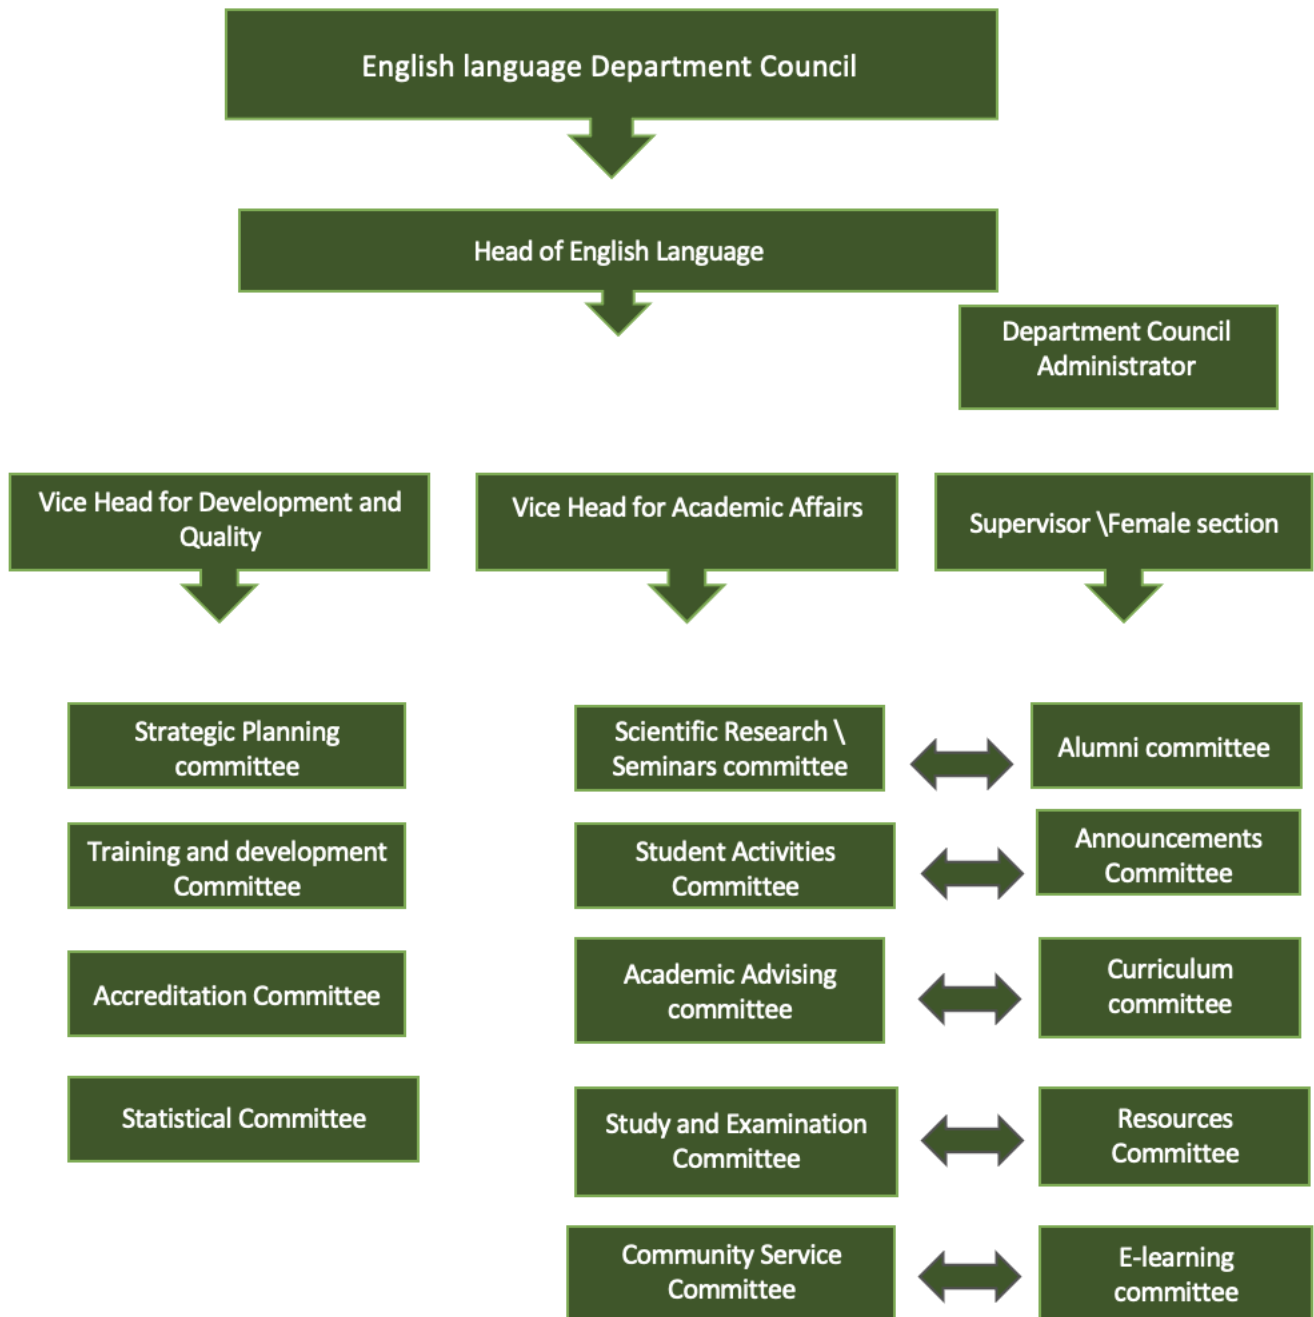 English language Department Council
Head of English Language
Department Council
Administrator
Vice Head for Development and
Quality
Vice Head for Academic Affairs
Supervisor \Female section
Strategic Planning
committee
Scientific Research \
Seminars committee
Alumni committee
Training and development
Committee
Student Activities
Committee
Announcements
Committee
Accreditation Committee
Academic Advising
committee
Curriculum
committee
Statistical Committee
Study and Examination
Committee
Resources
Committee
Community Service
Committee
E-learning
committee